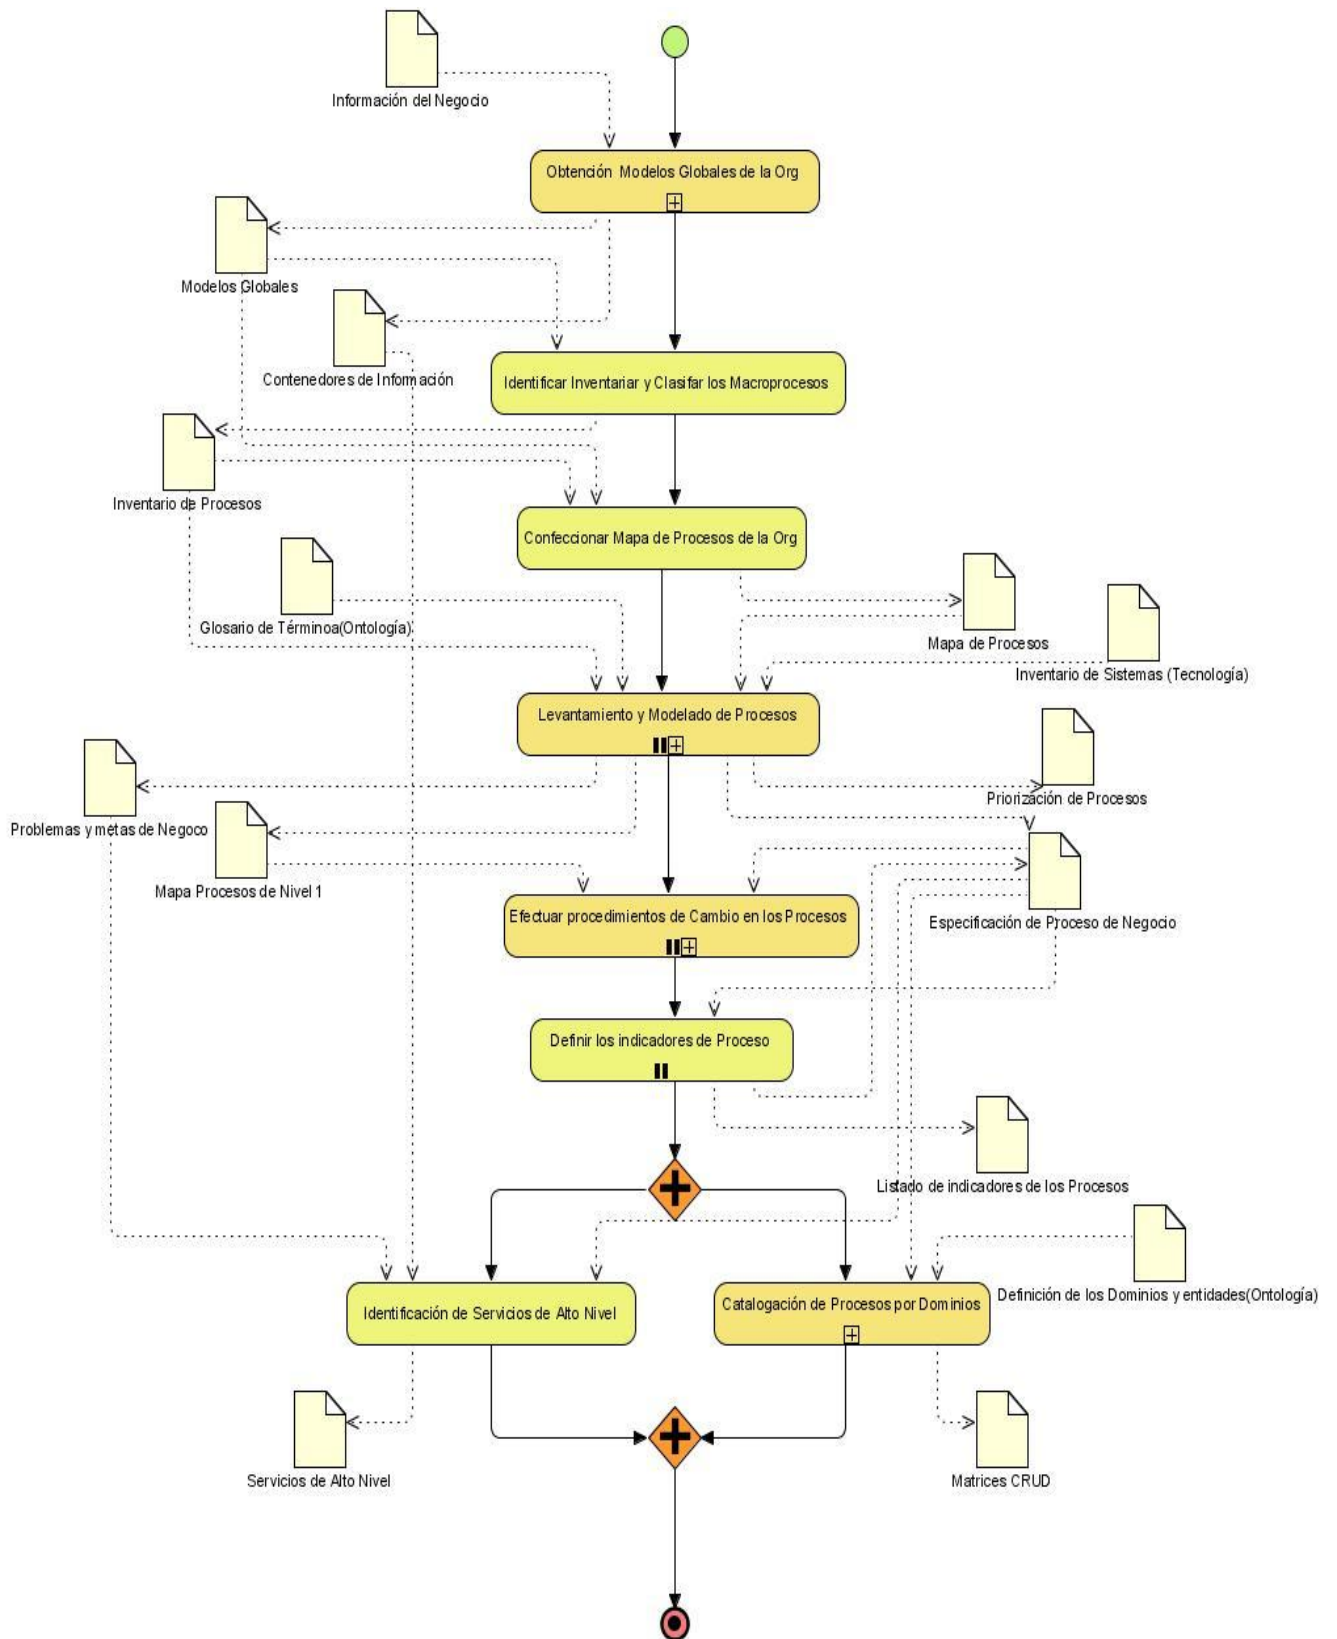 Información del Negocio
Obtención Modelos Globales de la Org
Modelos Globales
Contenedores de Información
Identificar Inventariar y Clasifar los Macroprocesos
Inventario de Procesos
Confeccionar Mapa de Procesos de la Org
Glosario de Términoa(Ontología)
Mapa de Procesos
Inventario de Sistemas (Tecnología)
Levantamiento y Modelado de Procesos
Priorización de Procesos
Problemas y metas de Negoco
Mapa Procesos de Nivel 1
Efectuar procedimientos de Cambio en los Procesos
Especificación de Proceso de Negocio
Definir los indicadores de Proceso
Listado de indicadores de los Procesos
Definición de los Dominios y entidades(Ontología)
Identificación de Servicios de Alto Nivel
Catalogación de Procesos por Dominios
Servicios de Alto Nivel
Matrices CRUD